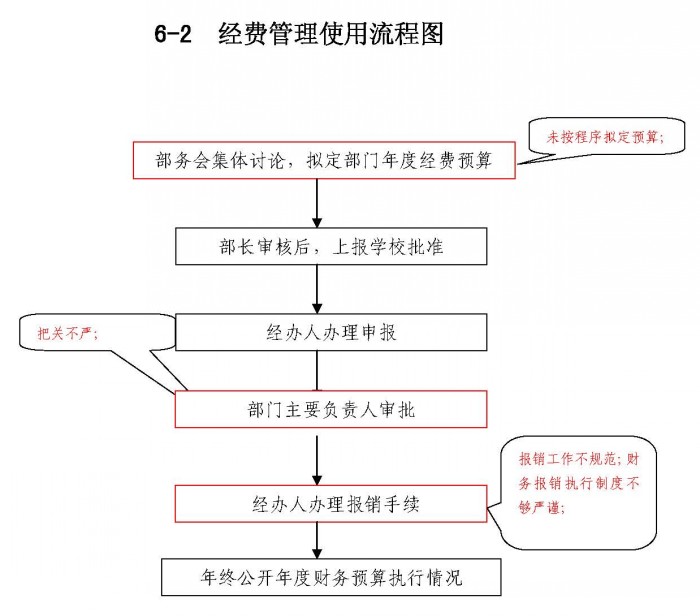 6-2 经费管理使用流程图
未按程序拟定预算;
部务会集体讨论，拟定部门年度经费预算
部长审核后，上报学校批准
把关不严;
经办人办理申报
部门主要负责人审批
报销工作不规范;财
务报销执行制度不
够严谨;
经办人办理报销手续
年终公开年度财务预算执行情况